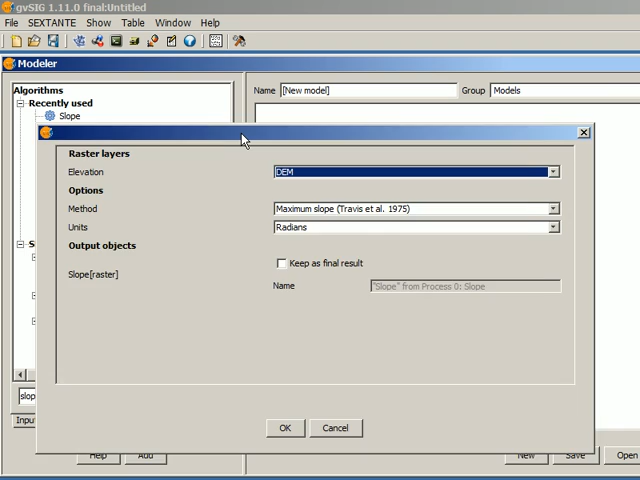 gvSIG 1.11.0 final:Untitled
File SEXTANTE Show Table Window Help
Modeler
Algorithms
Name [New model] Group Models
Recently used
Slope
Raster layers
Elevation DEM
Options
Method Maximum slope (Travis et al. 1975)
Units Radians
Output objects
Keep as final result
Slope[raster]
Name "Slope" from Process 0: Slope
OK Cancel
Help Add New Save Open